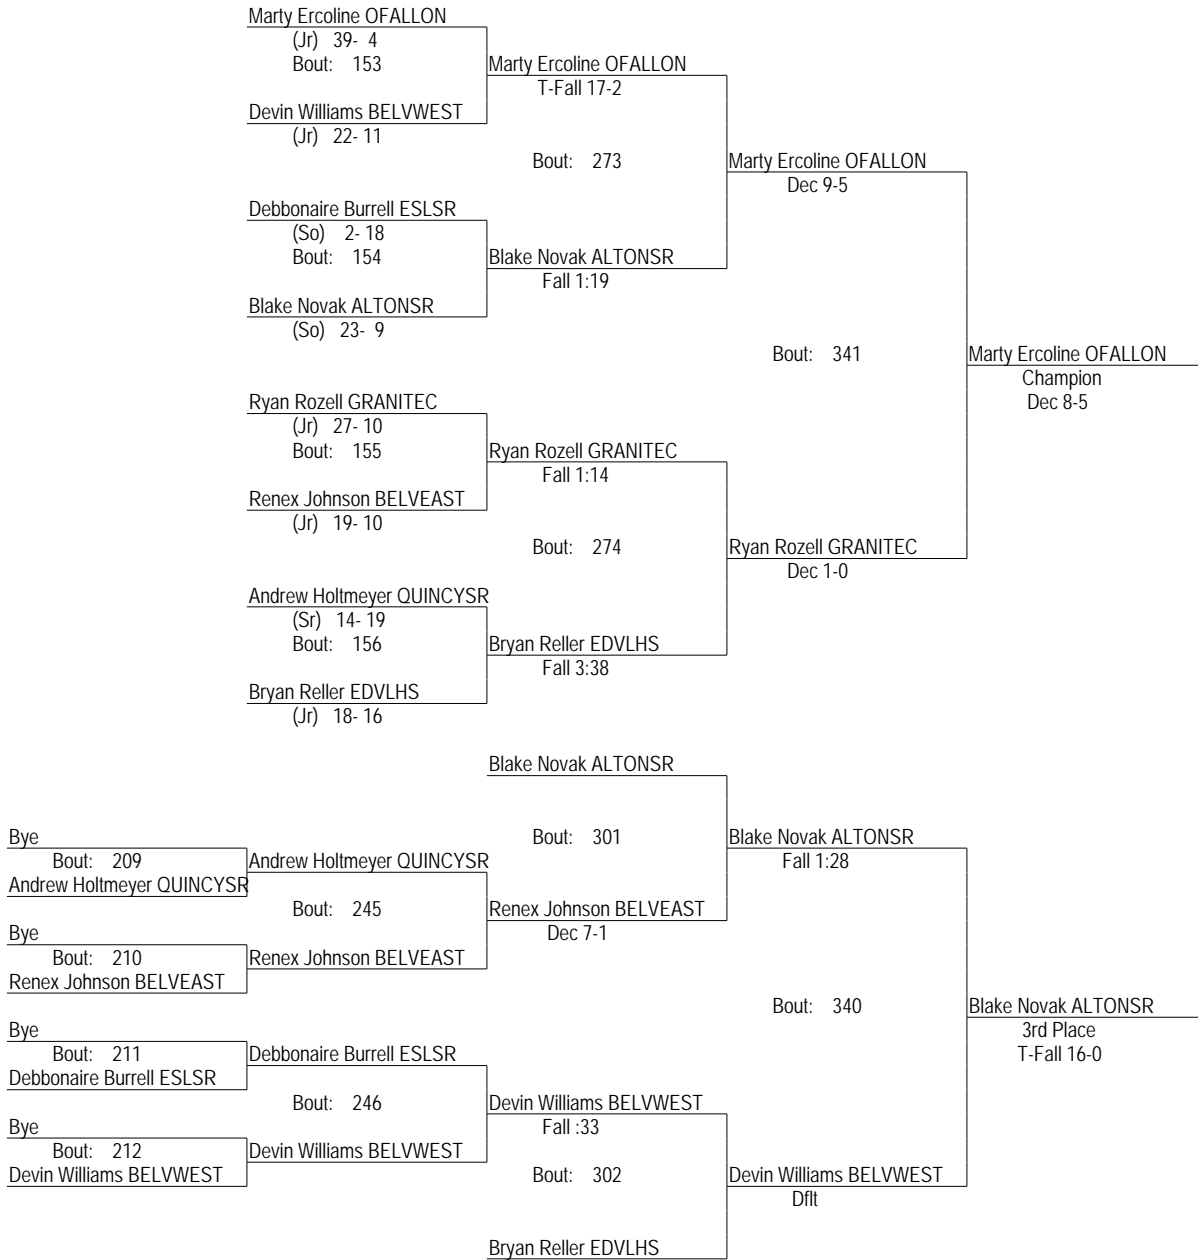 Marty Ercoline OFALLON
(Jr) 39- 4
Bout: 153
Marty Ercoline OFALLON
T-Fall 17-2
Devin Williams BELVWEST
(Jr) 22- 11
Bout: 273
Marty Ercoline OFALLON
Dec 9-5
Debbonaire Burrell ESLSR
(So) 2- 18
Bout: 154
Blake Novak ALTONSR
Fall 1:19
Blake Novak ALTONSR
(So) 23- 9
Bout: 341
Marty Ercoline OFALLON
Champion
Dec 8-5
Ryan Rozell GRANITEC
(Jr) 27- 10
Bout: 155
Ryan Rozell GRANITEC
Fall 1:14
Renex Johnson BELVEAST
(Jr) 19- 10
Bout: 274
Ryan Rozell GRANITEC
Dec 1-0
Andrew Holtmeyer QUINCYSR
(Sr) 14- 19
Bout: 156
Bryan Reller EDVLHS
Fall 3:38
Bryan Reller EDVLHS
(Jr) 18- 16
Blake Novak ALTONSR
Bout: 301
Blake Novak ALTONSR
Fall 1:28
Bye
Bout: 209
Andrew Holtmeyer QUINCYSR
Andrew Holtmeyer QUINCYSR
Bout: 245
Renex Johnson BELVEAST
Dec 7-1
Bye
Bout: 210
Renex Johnson BELVEAST
Renex Johnson BELVEAST
Bout: 340
Blake Novak ALTONSR
3rd Place
T-Fall 16-0
Bye
Bout: 211
Debbonaire Burrell ESLSR
Debbonaire Burrell ESLSR
Bout: 246
Devin Williams BELVWEST
Fall :33
Bye
Bout: 212
Devin Williams BELVWEST
Devin Williams BELVWEST
Bout: 302
Devin Williams BELVWEST
Dflt
Bryan Reller EDVLHS